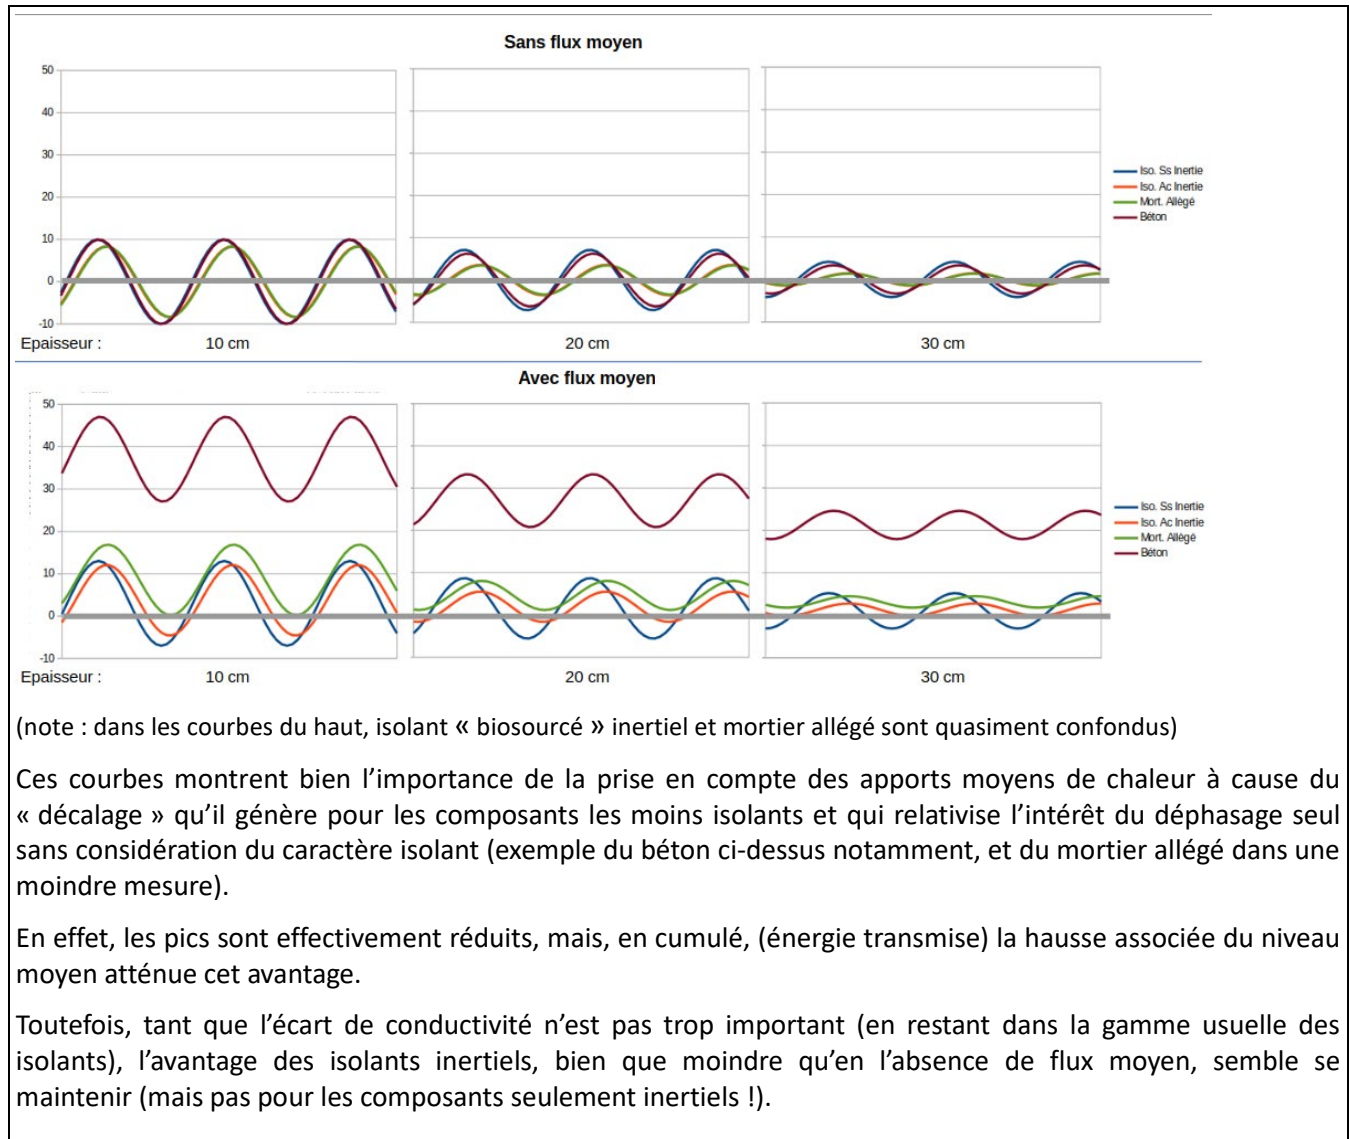 Sans flux moyen
50
40
30
20
10
0
-10
Iso. Ss Inertie
Iso. Ac Inertie
Mort. Allégé
Béton
Epaisseur : 10 cm 20 cm 30 cm
Avec flux moyen
50
40
30
20
10
0
-10
Iso. Ss Inertie
Iso. Ac Inertie
Mort. Allégé
Béton
Epaisseur : 10 cm 20 cm 30 cm
(note : dans les courbes du haut, isolant « biosourcé » inertiel et mortier allégé sont quasiment confondus)
Ces courbes montrent bien l’importance de la prise en compte des apports moyens de chaleur à cause du
« décalage » qu’il génère pour les composants les moins isolants et qui relativise l’intérêt du déphasage seul
sans considération du caractère isolant (exemple du béton ci-dessus notamment, et du mortier allégé dans une
moindre mesure).
En effet, les pics sont effectivement réduits, mais, en cumulé, (énergie transmise) la hausse associée du niveau
moyen atténue cet avantage.
Toutefois, tant que l’écart de conductivité n’est pas trop important (en restant dans la gamme usuelle des
isolants), l’avantage des isolants inertiels, bien que moindre qu’en l’absence de flux moyen, semble se
maintenir (mais pas pour les composants seulement inertiels !).